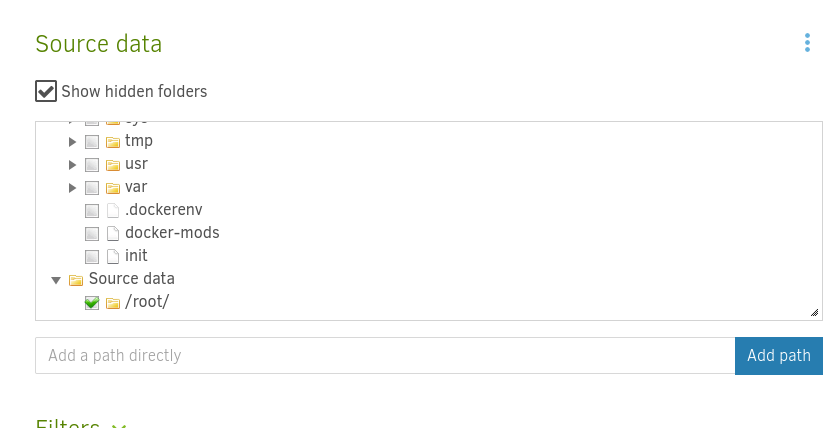 Source data
Show hidden folders
tmp
usr
var
.dockerenv
docker-mods
init
Source data
/root/
Add a path directly
Add path
Filters